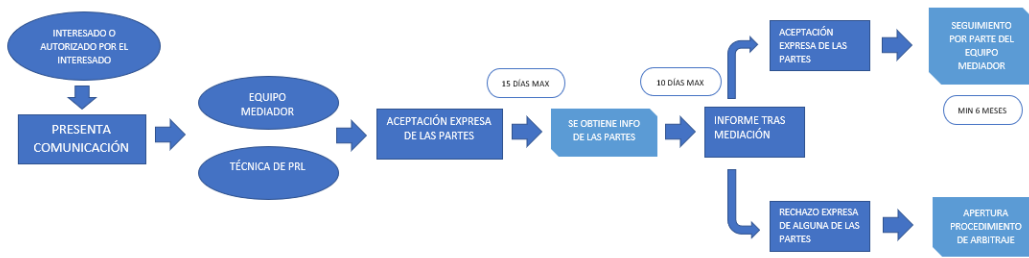 INTERESADO O
AUTORIZADO POR EL
INTERESADO
PRESENTA
COMUNICACIÓN
EQUIPO
MEDIADOR
TÉCNICA DE PRL
ACEPTACIÓN EXPRESA
DE LAS PARTES
15 DÍAS MAX
SE OBTIENE INFO
DE LAS PARTES
10 DÍAS MAX
INFORME TRAS
MEDIACIÓN
ACEPTACIÓN
EXPRESA DE LAS
PARTES
SEGUIMIENTO
POR PARTE DEL
EQUIPO
MEDIADOR
MIN 6 MESES
RECHAZO EXPRESA
DE ALGUNA DE LAS
PARTES
APERTURA
PROCEDIMIENTO
DE ARBITRAJE